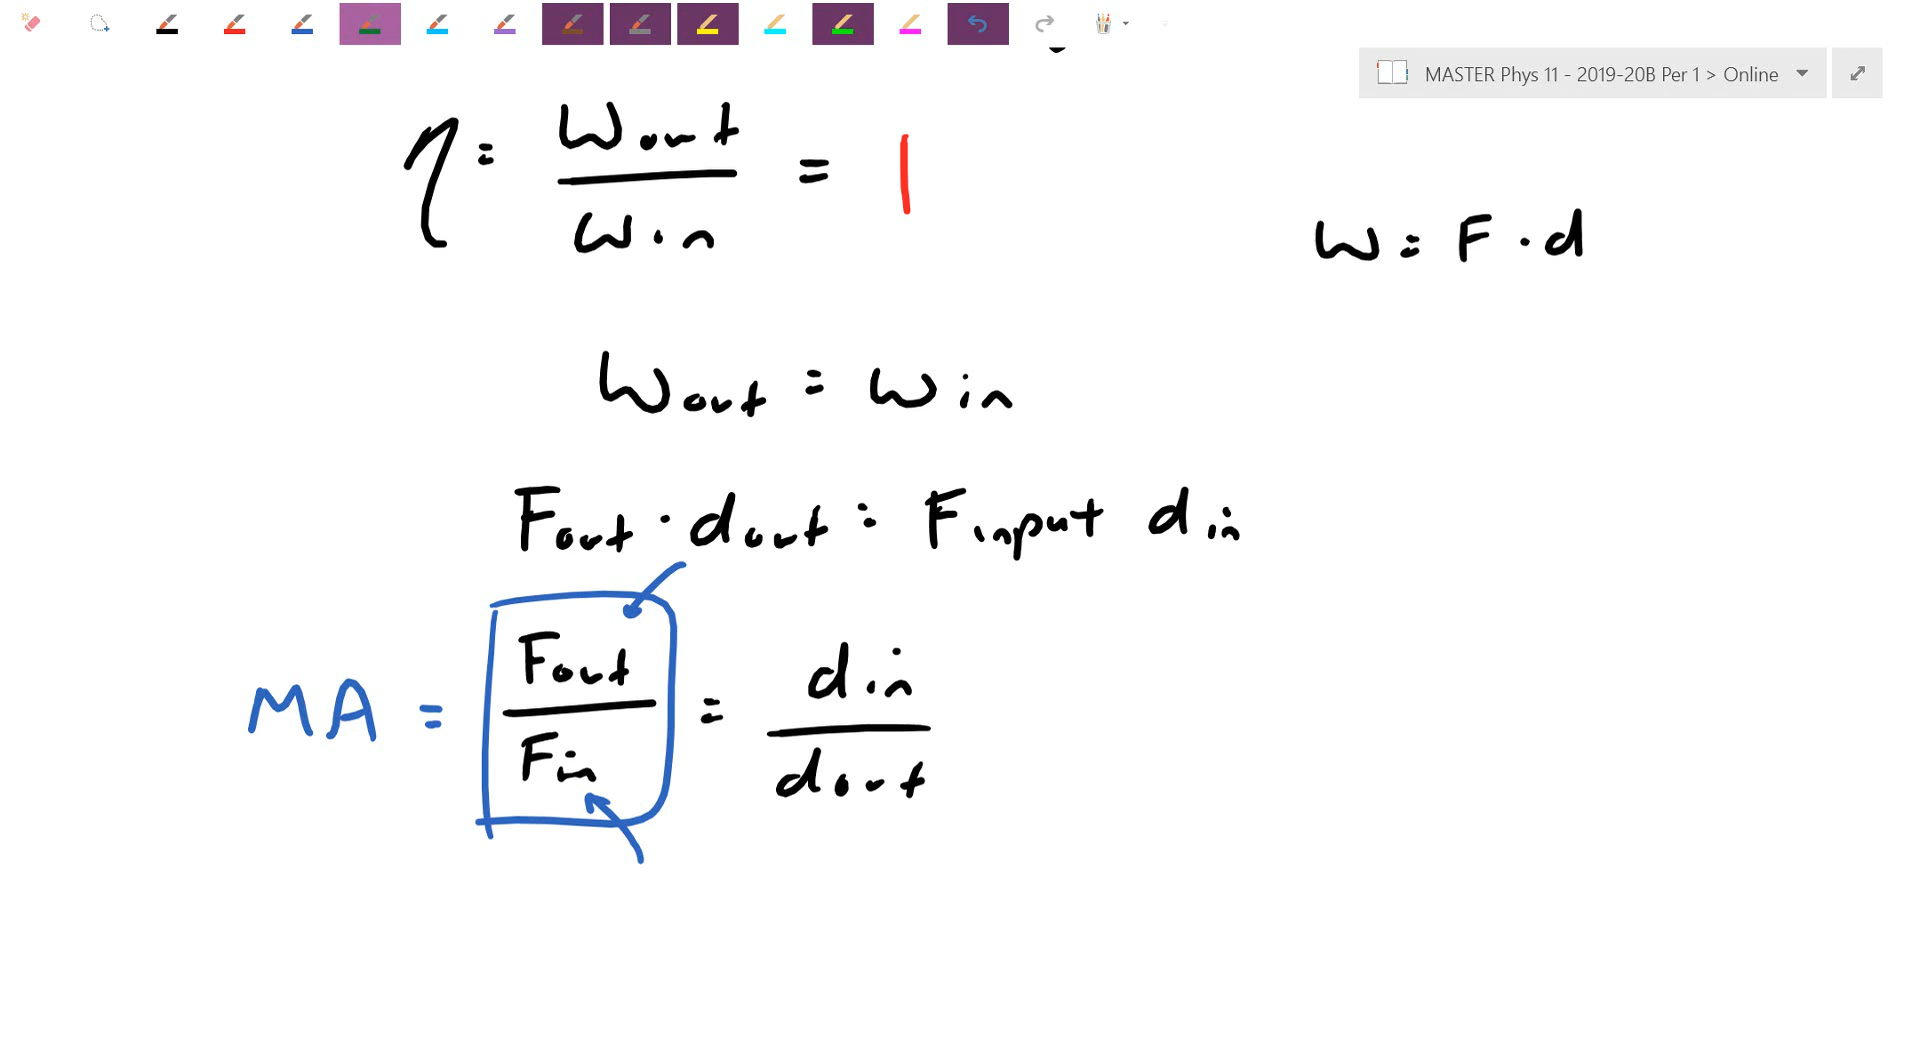 MASTER Phys 11 - 2019-20B Per 1 > Online
η = Wout / Win = 1
W = F · d
Wout = Win
Fout · dout = Finput din
MA = Fout / Fin = din / dout